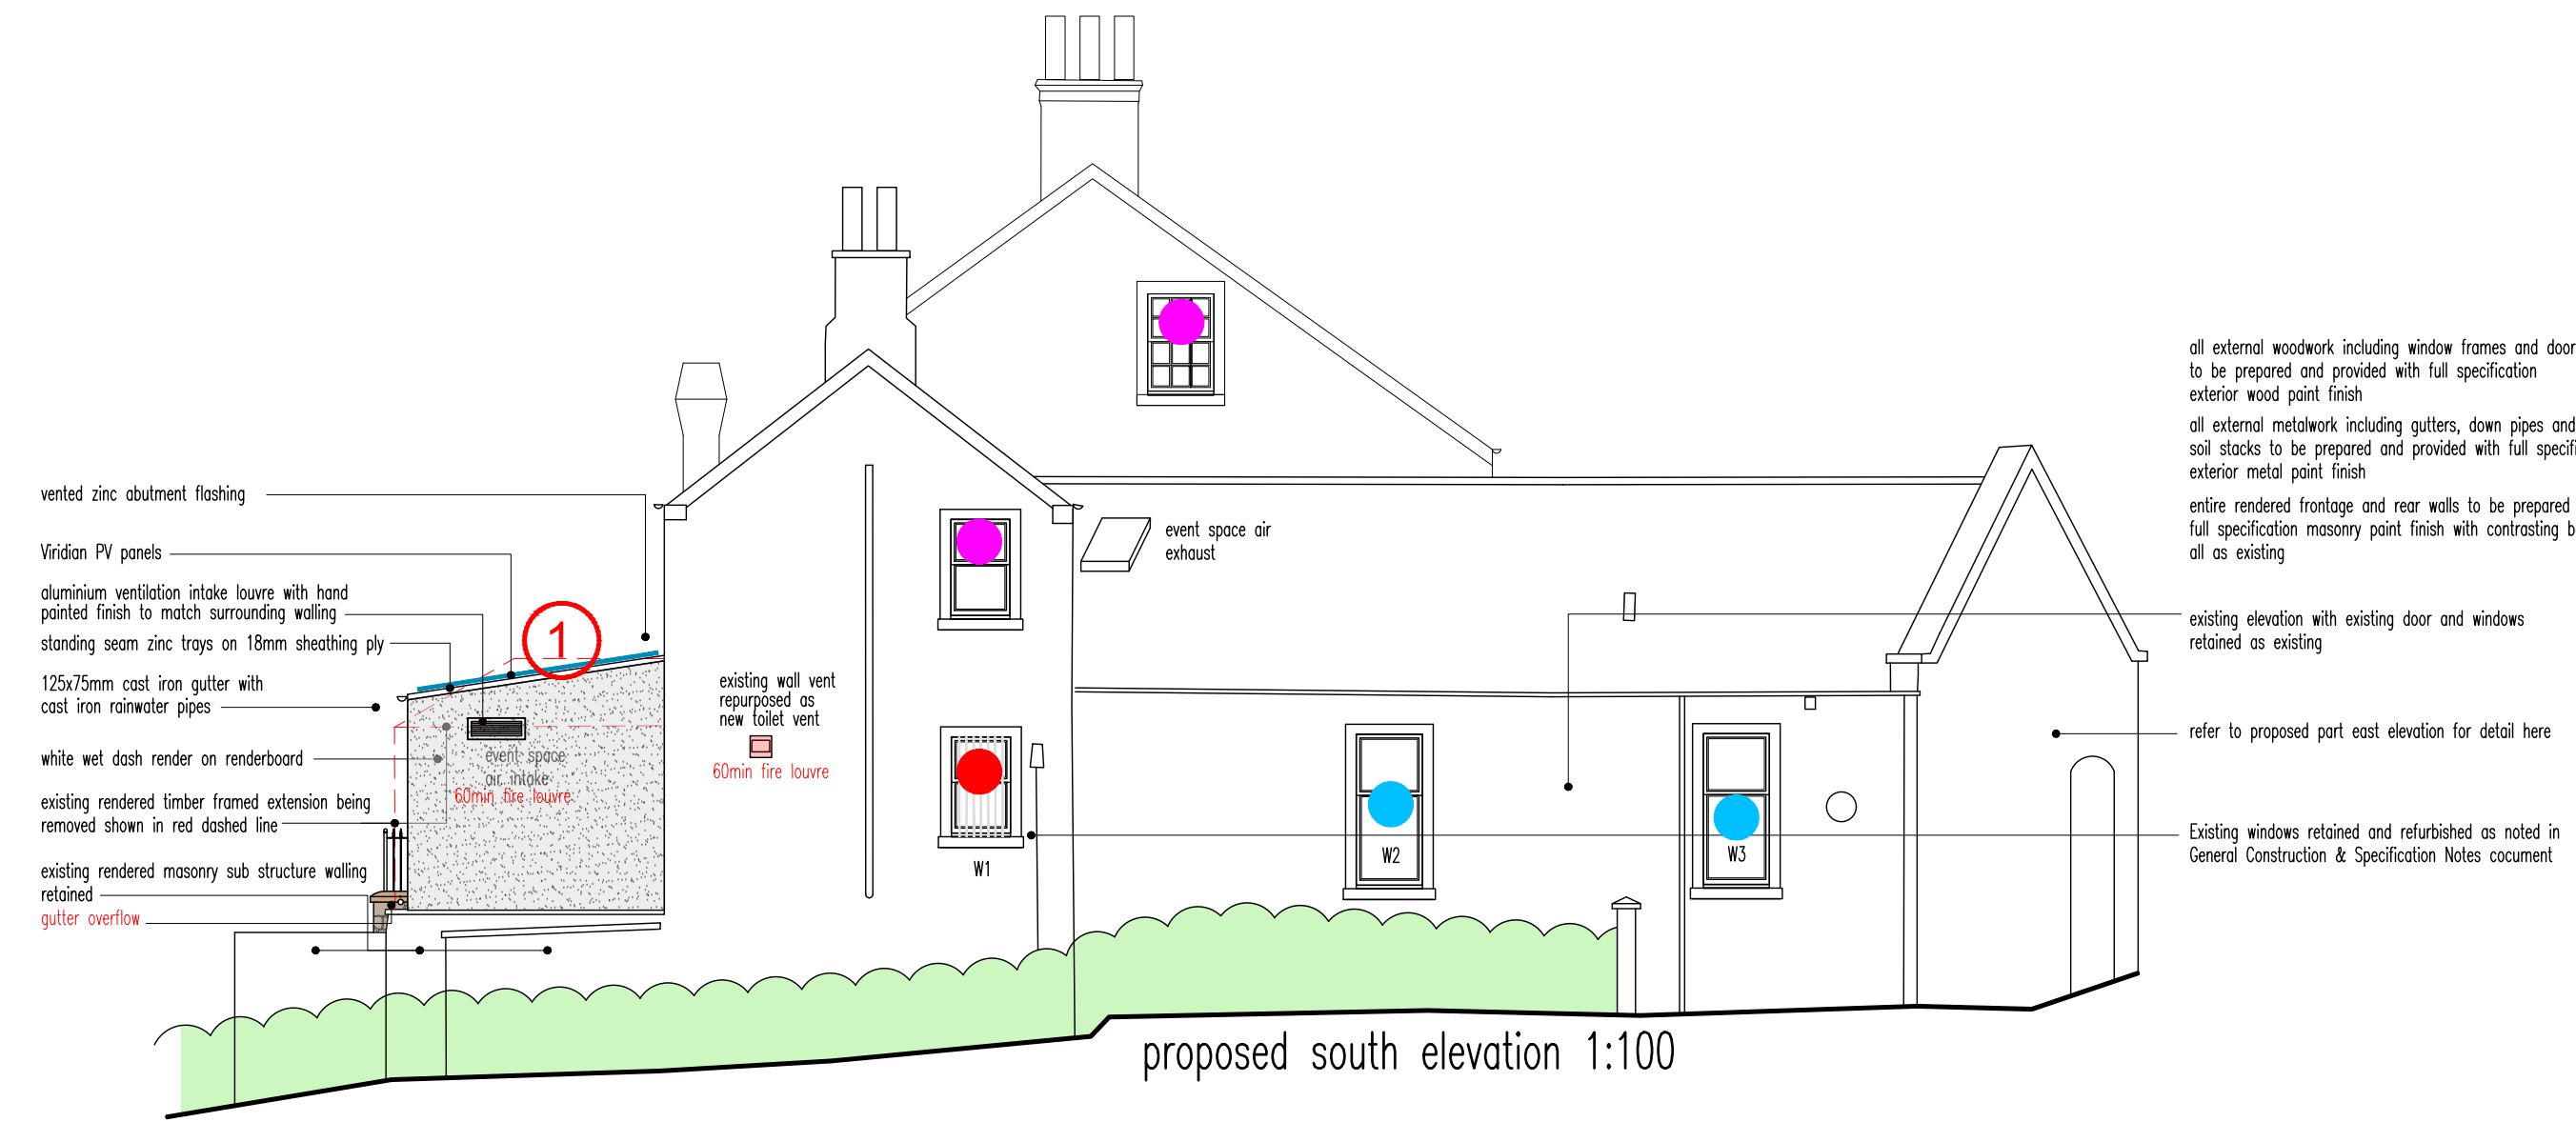 vented zinc abutment flashing
Viridian PV panels
aluminium ventilation intake louvre with hand
painted finish to match surrounding walling
standing seam zinc trays on 18mm sheathing ply
125x75mm cast iron gutter with
cast iron rainwater pipes
white wet dash render on renderboard
existing rendered timber framed extension being
removed shown in red dashed line
existing rendered masonry sub structure walling
retained
gutter overflow
1
event space
air intake
60min fire louvre
existing wall vent
repurposed as
new toilet vent
60min fire louvre
W1
event space air
exhaust
W2
W3
all external woodwork including window frames and door
to be prepared and provided with full specification
exterior wood paint finish
all external metalwork including gutters, down pipes and
soil stacks to be prepared and provided with full specifi
exterior metal paint finish
entire rendered frontage and rear walls to be prepared
full specification masonry paint finish with contrasting b
all as existing
existing elevation with existing door and windows
retained as existing
refer to proposed part east elevation for detail here
Existing windows retained and refurbished as noted in
General Construction & Specification Notes cocument
proposed south elevation 1:100